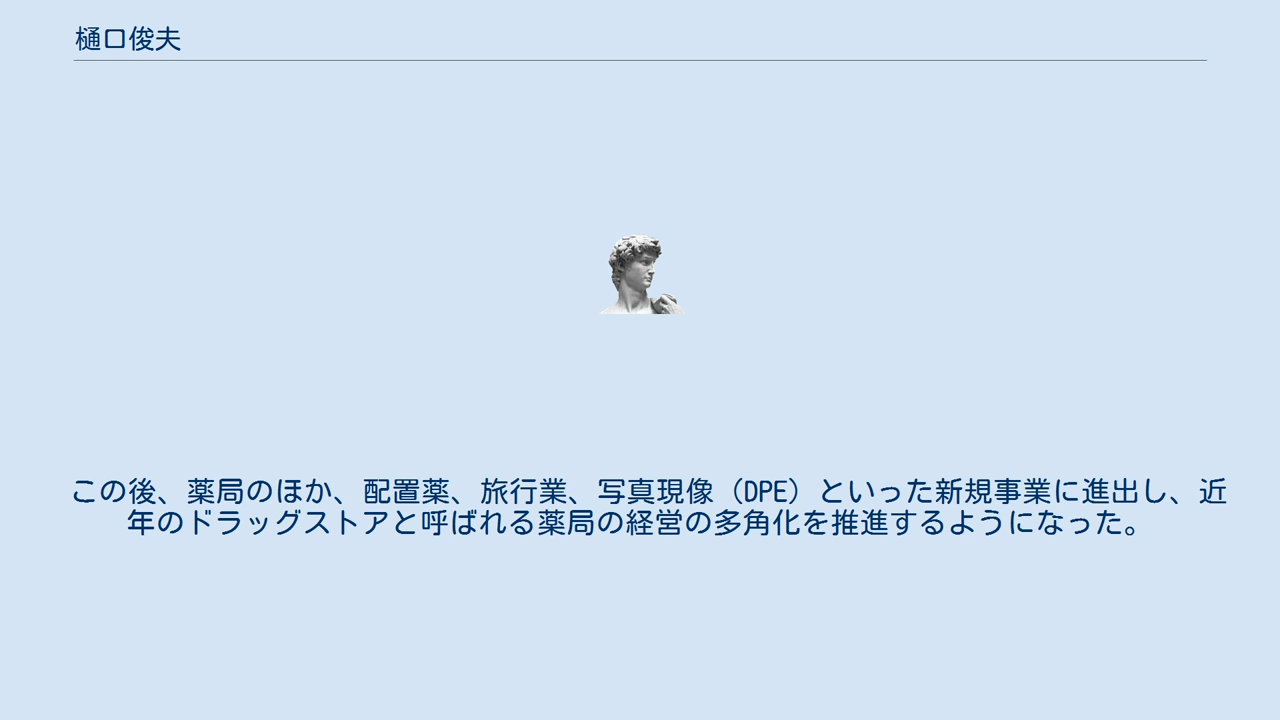 樋口俊夫
この後、薬局のほか、配置薬、旅行業、写真現像（DPE）といった新規事業に進出し、近
年のドラッグストアと呼ばれる薬局の経営の多角化を推進するようになった。